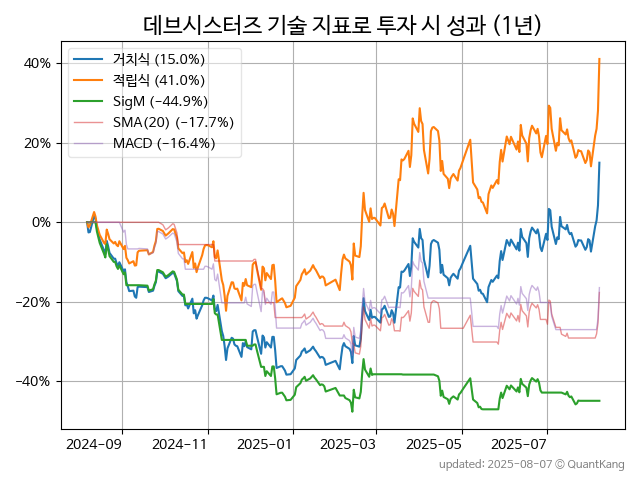 데브시스터즈 기술 지표로 투자 시 성과 (1년)
거치식 (15.0%)
적립식 (41.0%)
SigM (−44.9%)
SMA(20) (−17.7%)
MACD (−16.4%)
40%
20%
0%
−20%
−40%
2024-09 2024-11 2025-01 2025-03 2025-05 2025-07
updated: 2025-08-07 © QuantKang